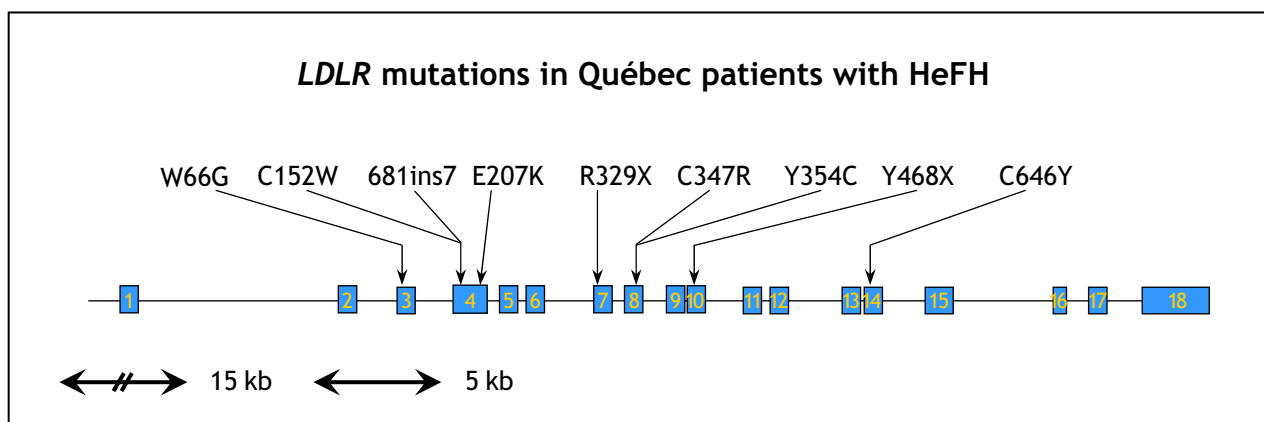 LDLR mutations in Québec patients with HeFH
W66G C152W 681ins7 E207K R329X C347R Y354C Y468X C646Y
1 2 3 4 5 6 7 8 9 10 11 12 13 14 15 16 17 18
15 kb 5 kb